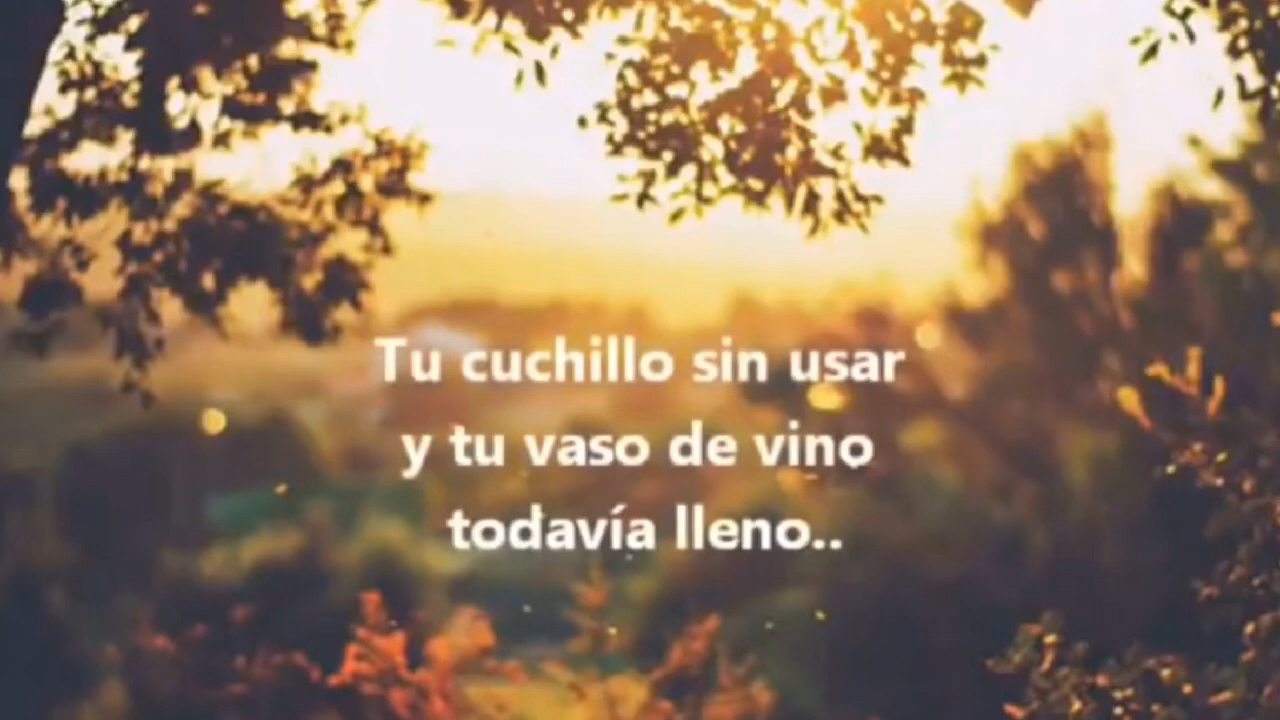 Tu cuchillo sin usar
y tu vaso de vino
todavía lleno..